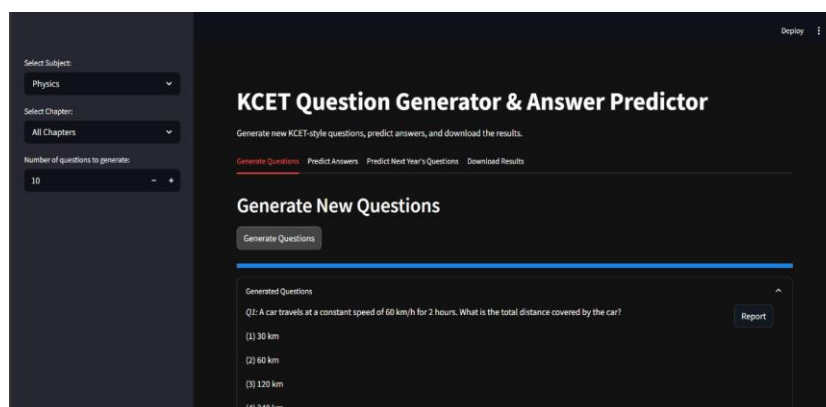 Deploy
Select Subject:
Physics
Select Chapter:
All Chapters
Number of questions to generate:
10
KCET Question Generator & Answer Predictor
Generate new KCET-style questions, predict answers, and download the results.
Generate Questions Predict Answers Predict Next Year's Questions Download Results
Generate New Questions
Generate Questions
Generated Questions
Q1: A car travels at a constant speed of 60 km/h for 2 hours. What is the total distance covered by the car?
Report
(1) 30 km
(2) 60 km
(3) 120 km